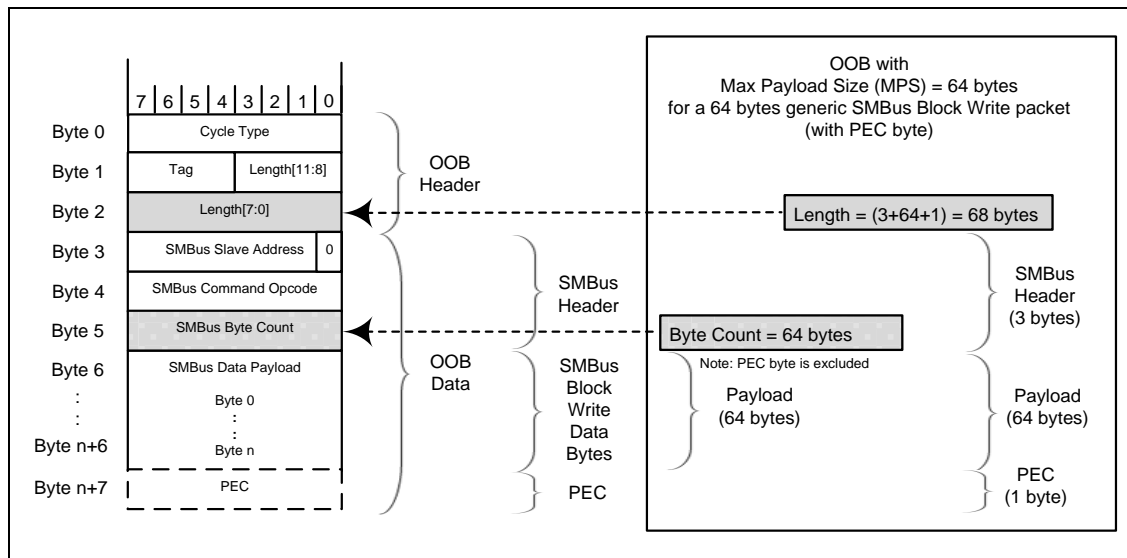 7 6 5 4 3 2 1 0
Byte 0
Cycle Type
Byte 1
Tag
Length[11:8]
Byte 2
Length[7:0]
Byte 3
SMBus Slave Address
0
Byte 4
SMBus Command Opcode
Byte 5
SMBus Byte Count
Byte 6
SMBus Data Payload
:
:
Byte 0
:
:
Byte n+6
Byte n
Byte n+7
PEC
OOB
Header
OOB
Data
SMBus
Header
SMBus
Block
Write
Data
Bytes
PEC
OOB with
Max Payload Size (MPS) = 64 bytes
for a 64 bytes generic SMBus Block Write packet
(with PEC byte)
Length = (3+64+1) = 68 bytes
Byte Count = 64 bytes
Note: PEC byte is excluded
Payload
(64 bytes)
SMBus
Header
(3 bytes)
Payload
(64 bytes)
PEC
(1 byte)